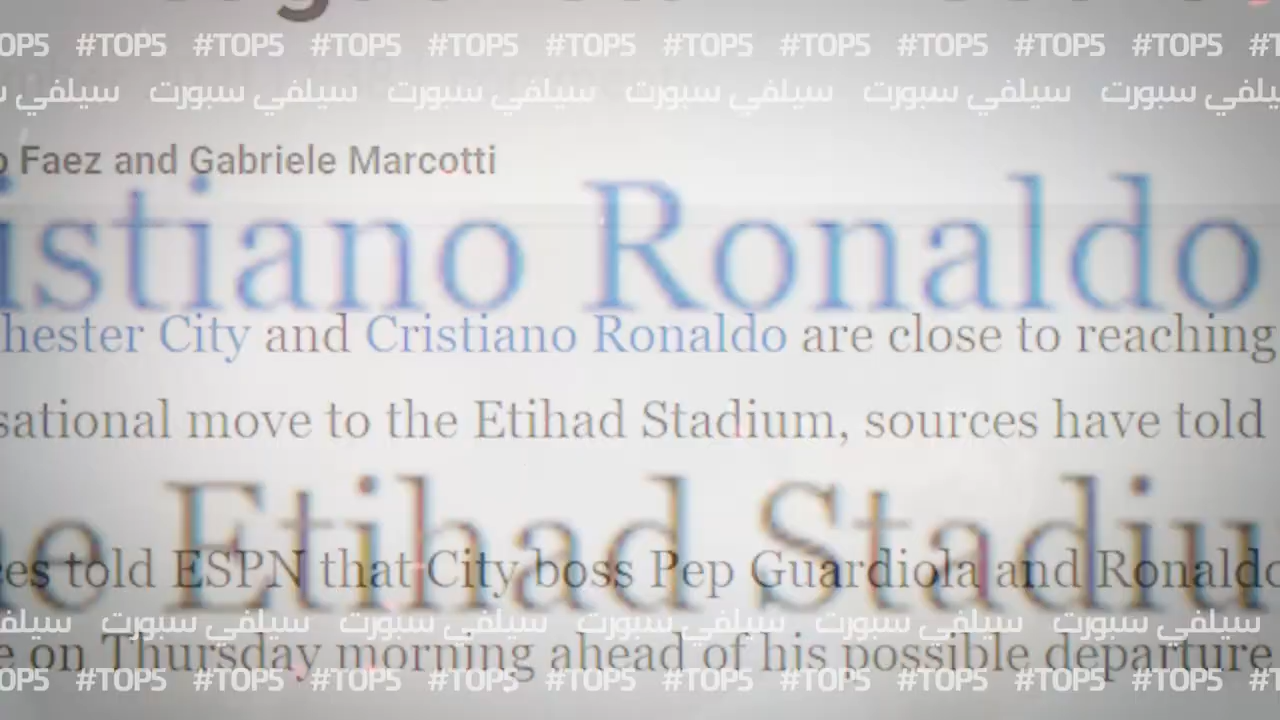 #TOP5 #TOP5 #TOP5 #TOP5 #TOP5 #TOP5 #TOP5 #TOP5 #TOP5 #TOP5
سيلفي سبورت سيلفي سبورت سيلفي سبورت سيلفي سبورت سيلفي سبورت
Faez and Gabriele Marcotti
istiano Ronaldo
hester City and Cristiano Ronaldo are close to reaching
sational move to the Etihad Stadium, sources have told
e Etihad Stadiu
es told ESPN that City boss Pep Guardiola and Ronaldo
سيلفي سبورت سيلفي سبورت سيلفي سبورت سيلفي سبورت سيلفي سبورت
e on Thursday morning ahead of his possible departure
#TOP5 #TOP5 #TOP5 #TOP5 #TOP5 #TOP5 #TOP5 #TOP5 #TOP5 #TOP5